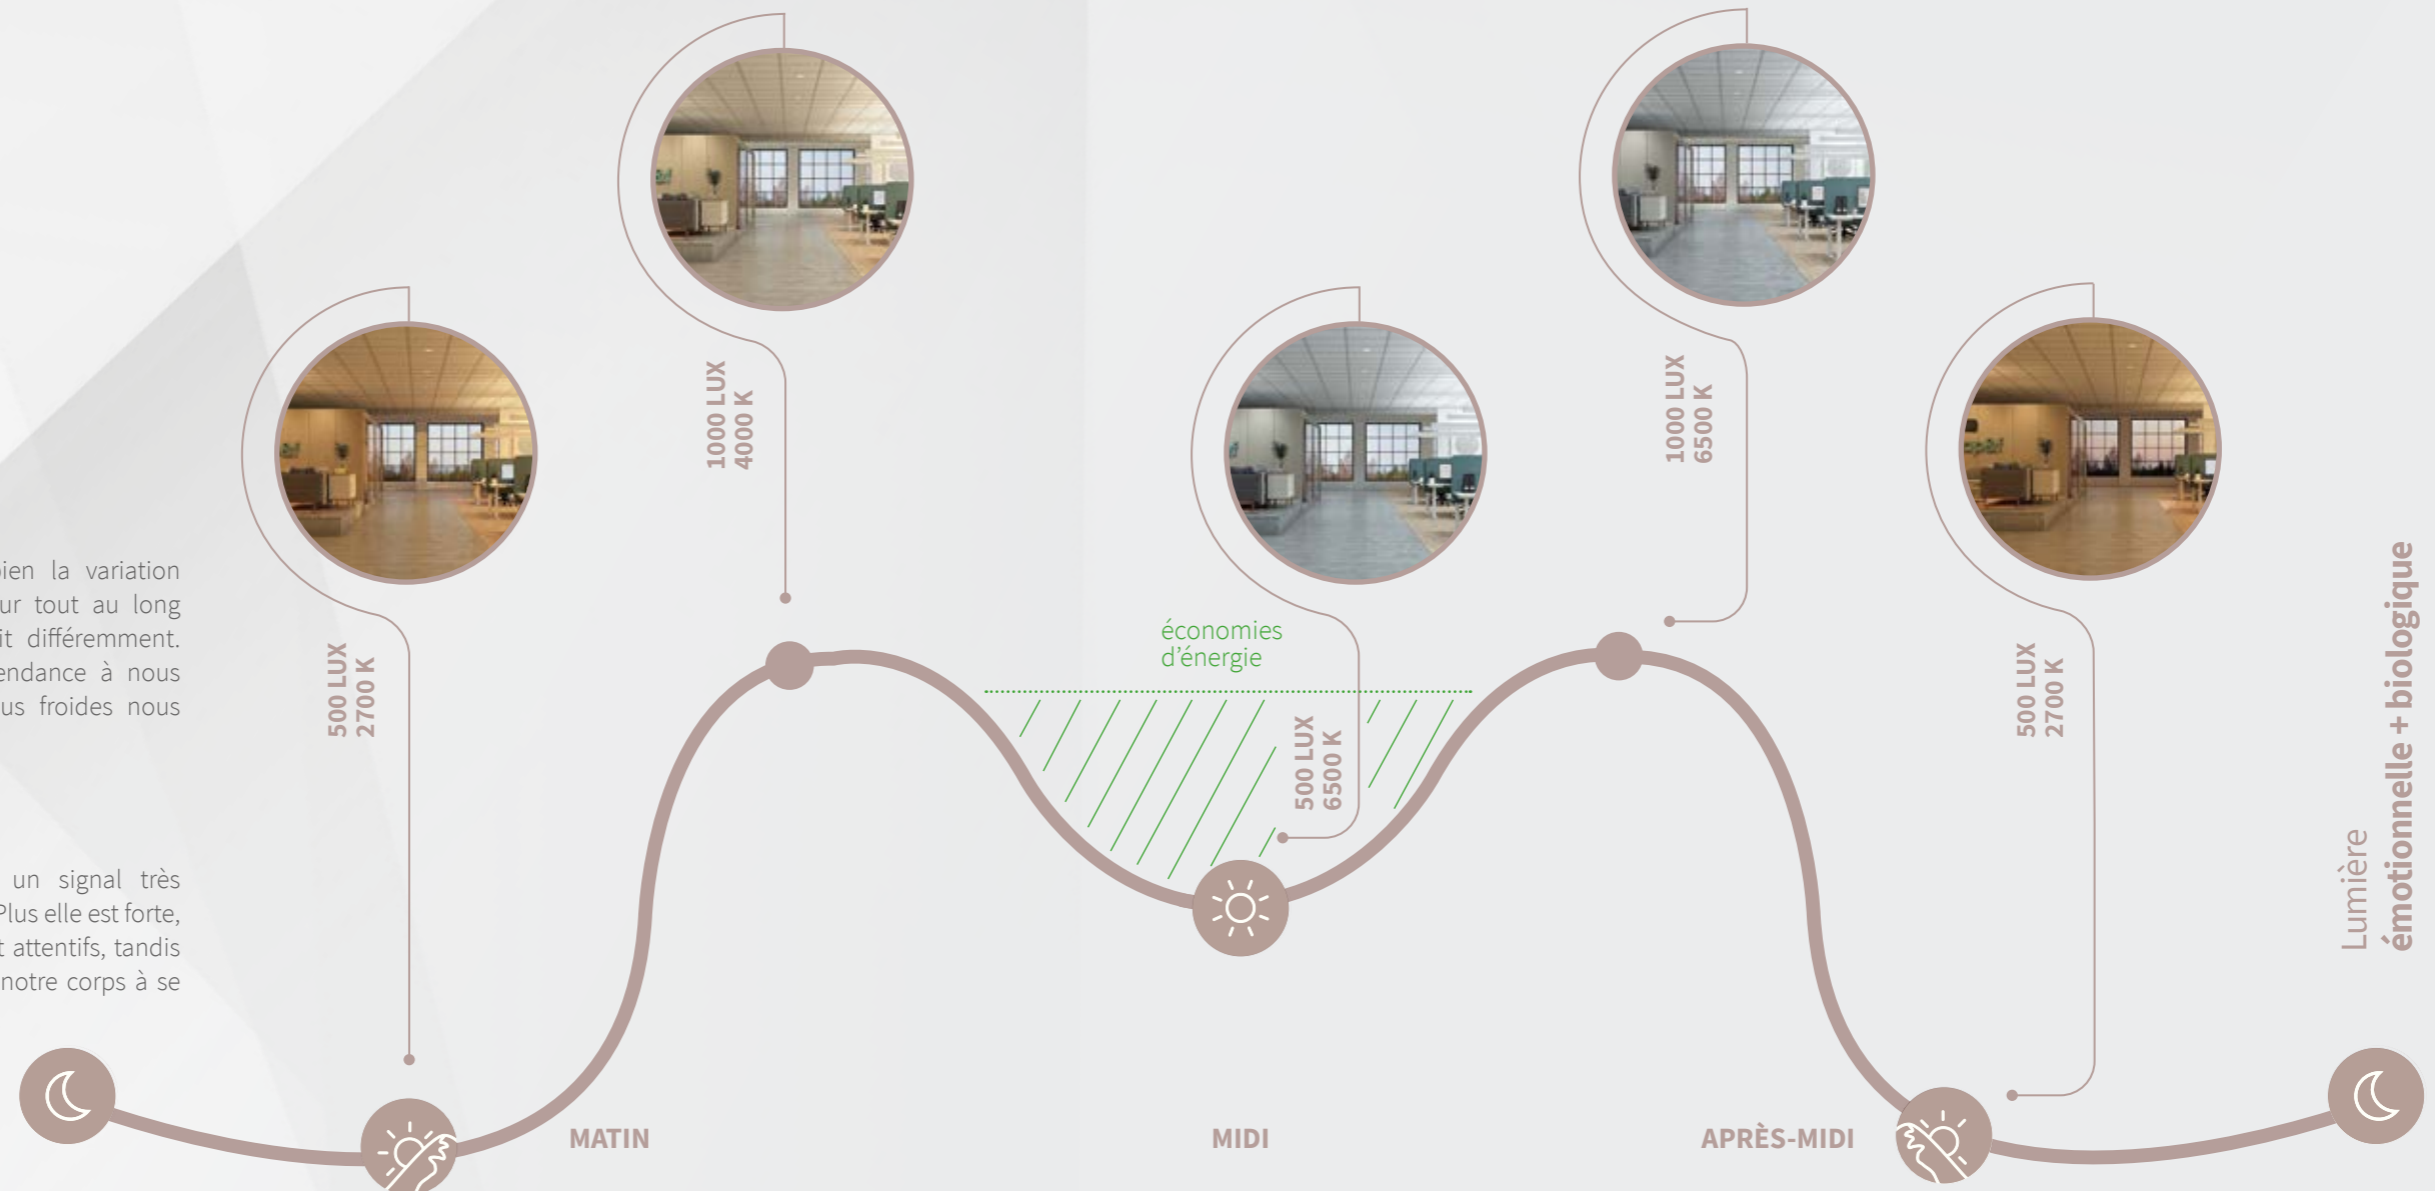 bien la variation
ur tout au long
it différemment.
endance à nous
us froides nous
un signal très
Plus elle est forte,
t attentifs, tandis
notre corps à se
500 LUX
2700 K
1000 LUX
4000 K
économies
d'énergie
500 LUX
6500 K
1000 LUX
6500 K
500 LUX
2700 K
MATIN
MIDI
APRÈS-MIDI
Lumière
émotionnelle + biologique